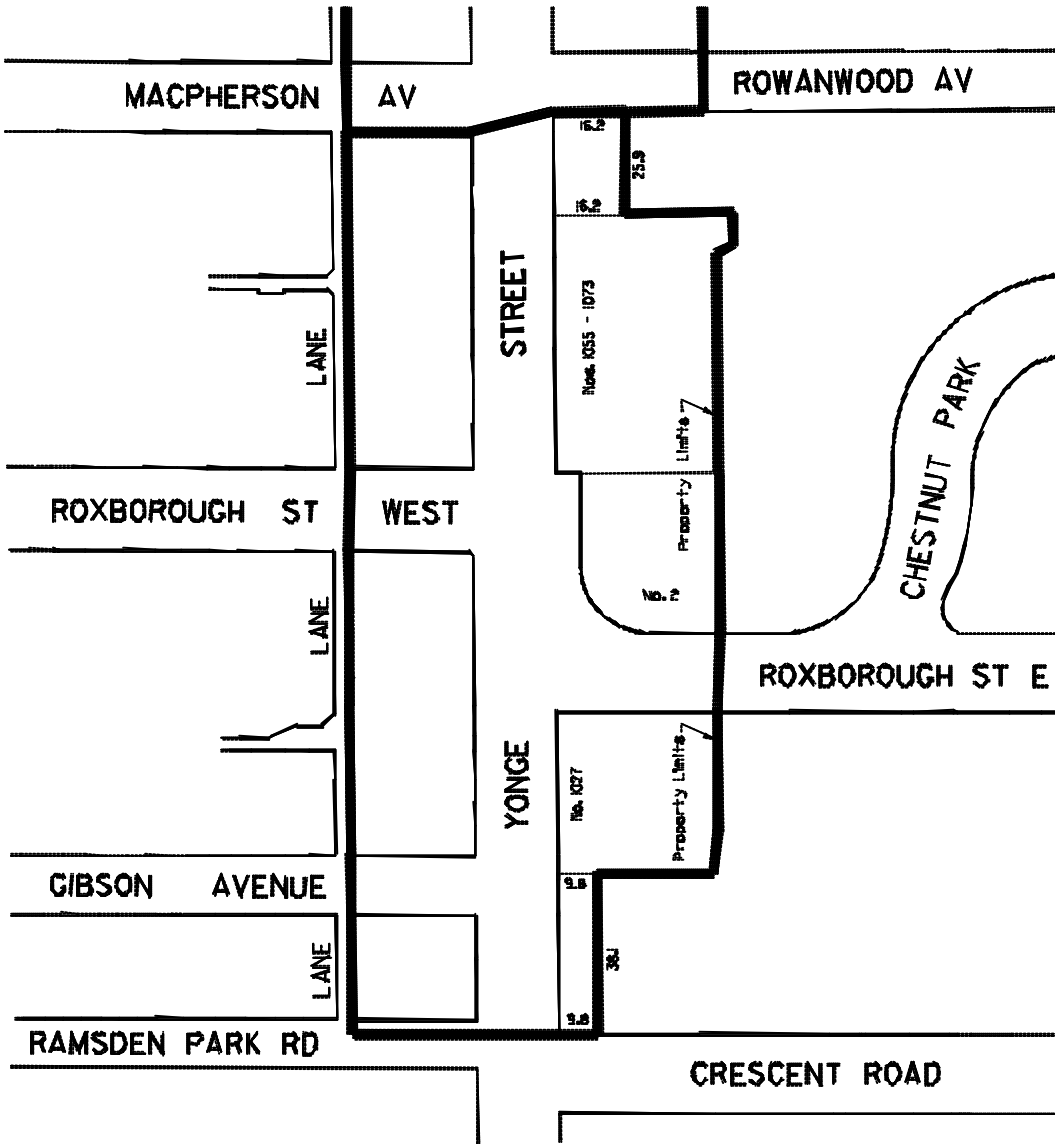 MACPHERSON AV
ROWANWOOD AV
16.2
25.9
16.2
STREET
Nos. 1055 - 1073
LANE
Property Limits
CHESTNUT PARK
ROXBOROUGH ST WEST
No. 2
LANE
ROXBOROUGH ST E
YONGE
No. 1027
Property Limits
GIBSON AVENUE
9.8
LANE
38.1
9.8
RAMSDEN PARK RD
CRESCENT ROAD